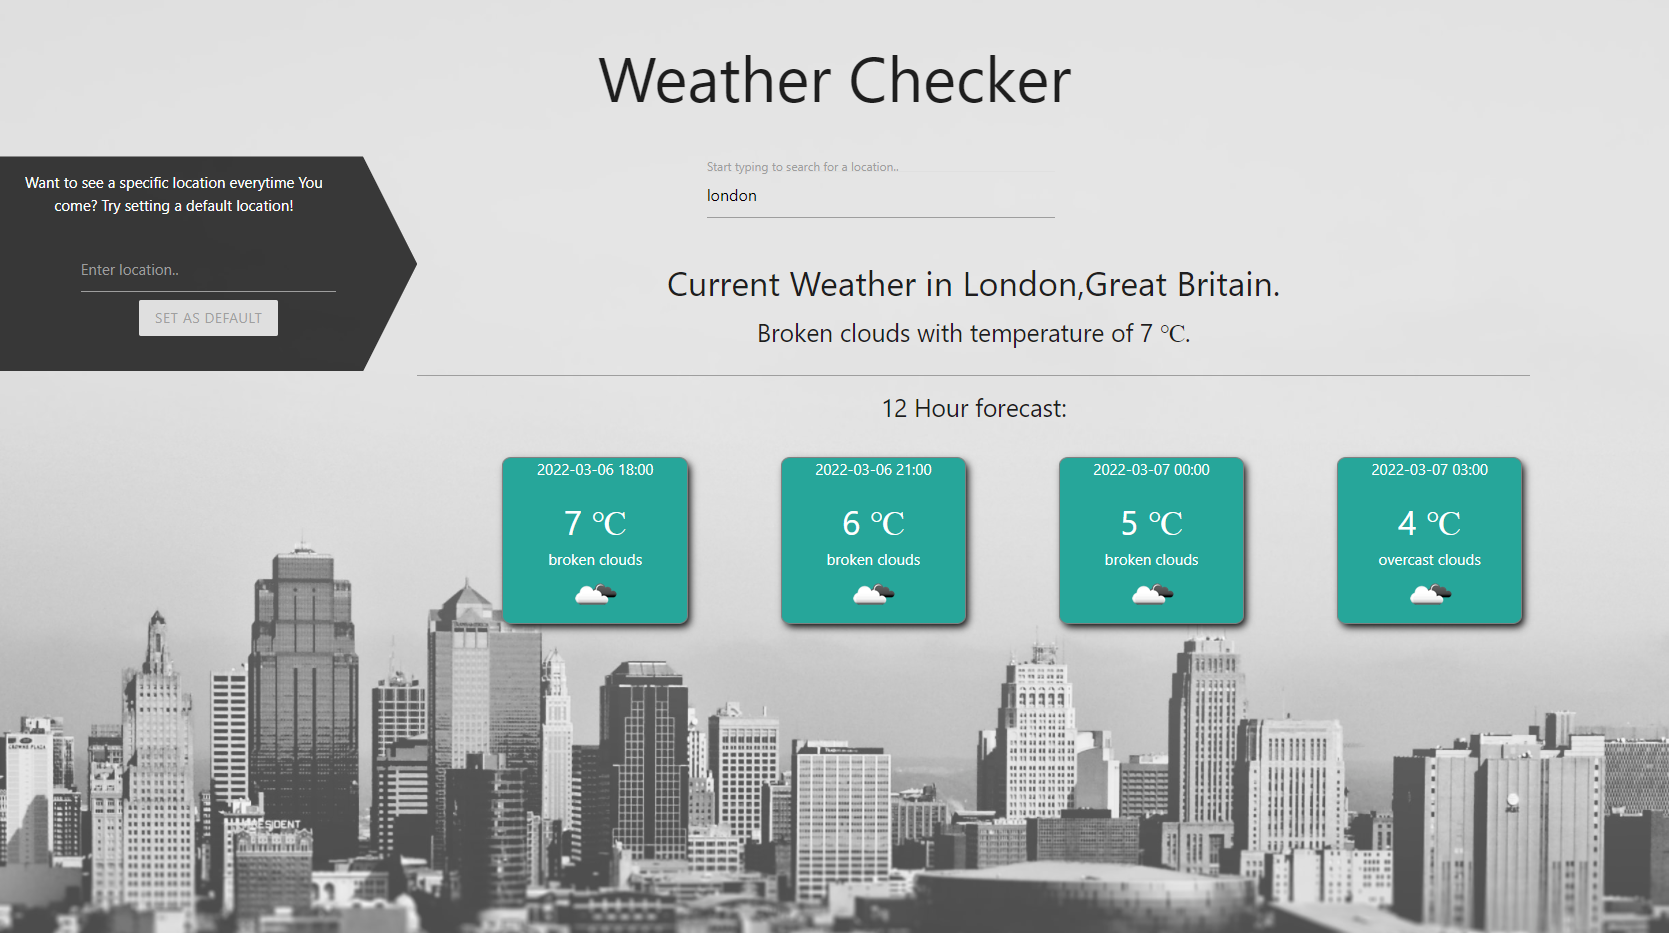 Weather Checker
Want to see a specific location everytime You
come? Try setting a default location!
Enter location..
SET AS DEFAULT
Start typing to search for a location..
london
Current Weather in London,Great Britain.
Broken clouds with temperature of 7 °C.
12 Hour forecast:
2022-03-06 18:00
7 °C
broken clouds
2022-03-06 21:00
6 °C
broken clouds
2022-03-07 00:00
5 °C
broken clouds
2022-03-07 03:00
4 °C
overcast clouds
CROWNE PLAZA
PRESIDENT